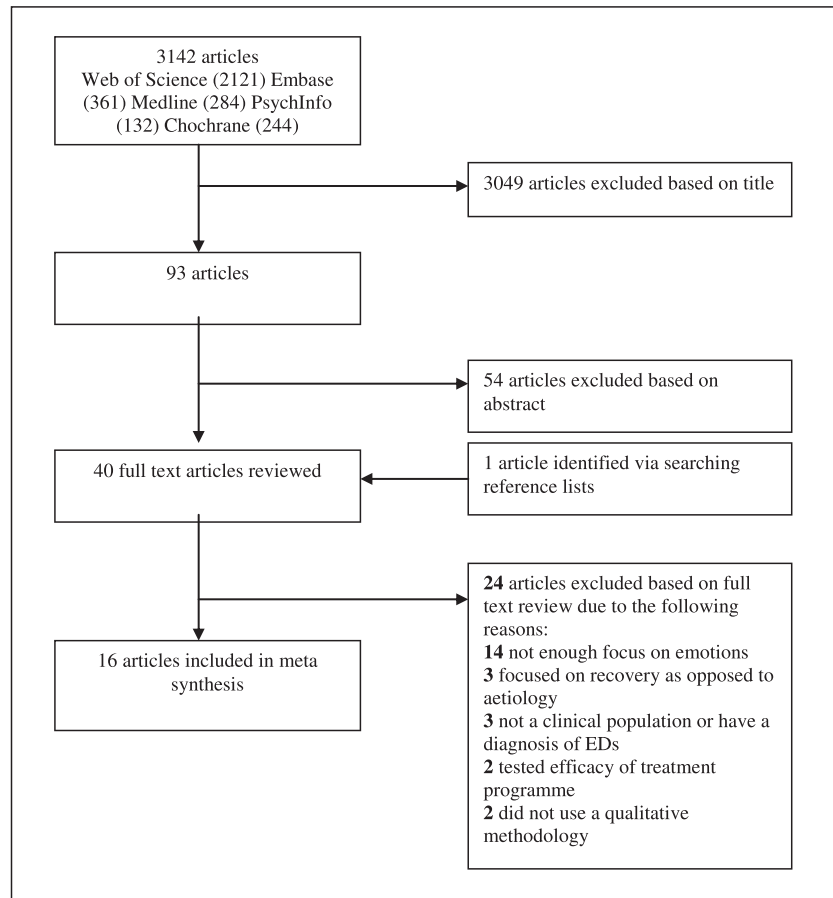 3142 articles
Web of Science (2121) Embase
(361) Medline (284) PsychInfo
(132) Chochrane (244)
3049 articles excluded based on title
93 articles
54 articles excluded based on
abstract
40 full text articles reviewed
1 article identified via searching
reference lists
24 articles excluded based on full
text review due to the following
reasons:
14 not enough focus on emotions
3 focused on recovery as opposed to
aetiology
3 not a clinical population or have a
diagnosis of EDs
2 tested efficacy of treatment
programme
2 did not use a qualitative
methodology
16 articles included in meta
synthesis